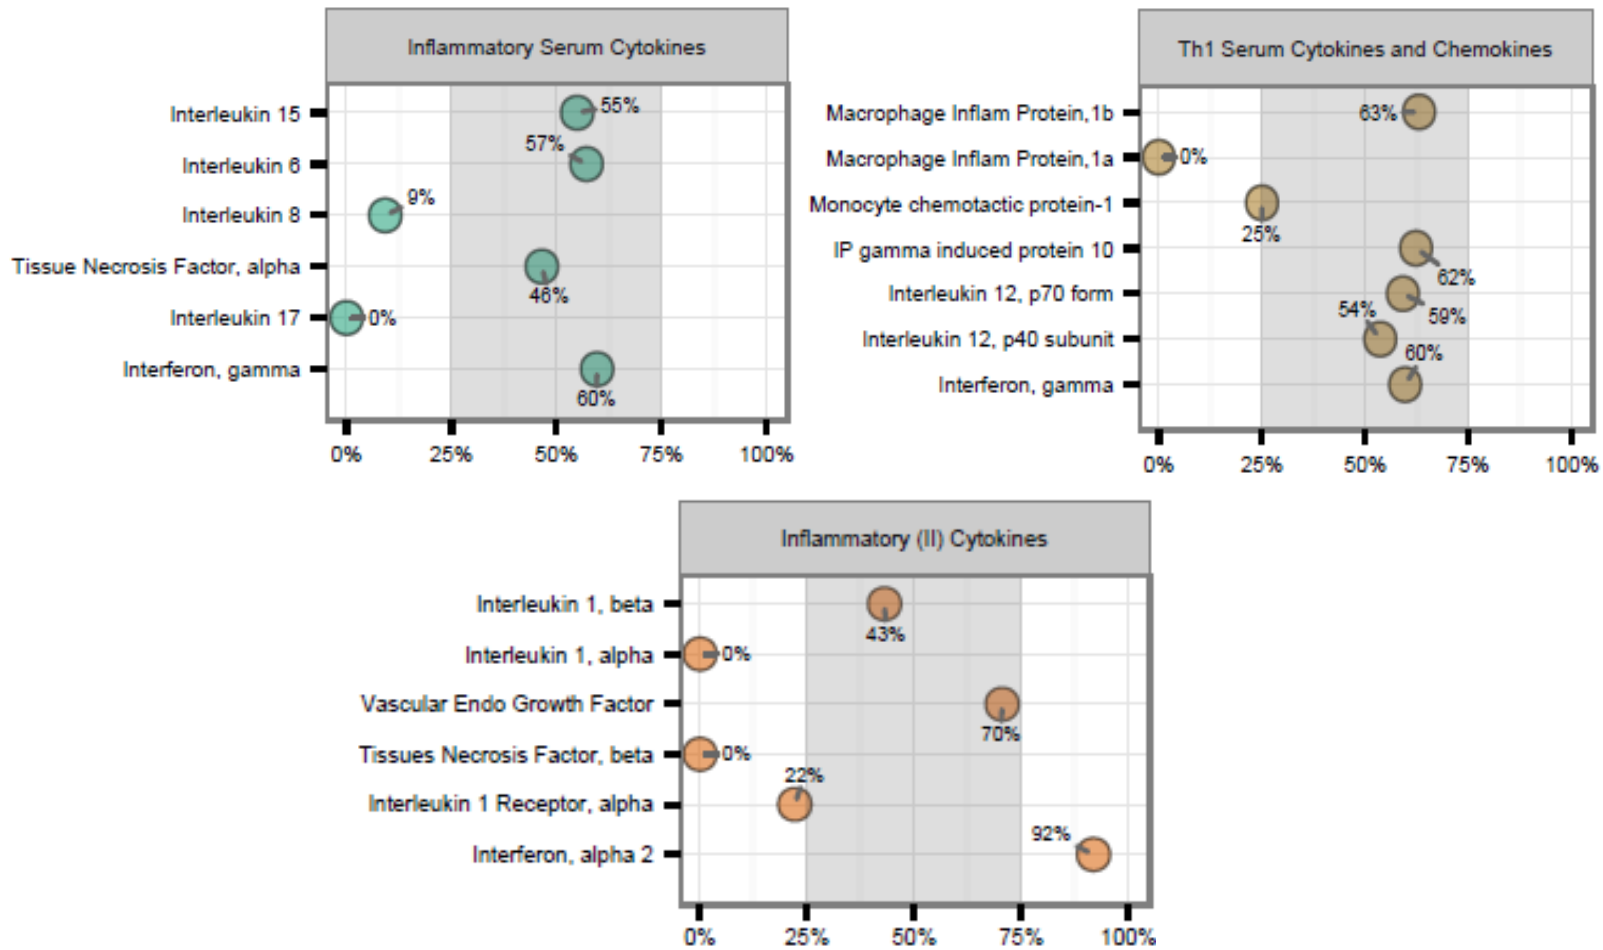 Inflammatory Serum Cytokines
Interleukin 15
55%
Interleukin 6
57%
Interleukin 8
9%
Tissue Necrosis Factor, alpha
46%
Interleukin 17
0%
Interferon, gamma
60%
0% 25% 50% 75% 100%
Th1 Serum Cytokines and Chemokines
Macrophage Inflam Protein,1b
63%
Macrophage Inflam Protein,1a
0%
Monocyte chemotactic protein-1
25%
IP gamma induced protein 10
62%
Interleukin 12, p70 form
59%
Interleukin 12, p40 subunit
54%
Interferon, gamma
60%
0% 25% 50% 75% 100%
Inflammatory (II) Cytokines
Interleukin 1, beta
43%
Interleukin 1, alpha
0%
Vascular Endo Growth Factor
70%
Tissues Necrosis Factor, beta
0%
Interleukin 1 Receptor, alpha
22%
Interferon, alpha 2
92%
0% 25% 50% 75% 100%